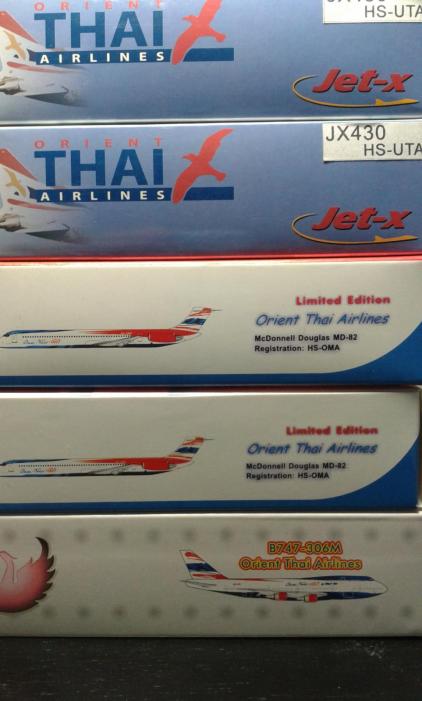 ORIENT
THAI
AIRLINES
HS-UTA
Jet-x
ORIENT
THAI
AIRLINES
JX430
HS-UTA
Jet-x
Limited Edition
Orient Thai Airlines
McDonnell Douglas MD-82
Registration: HS-OMA
Limited Edition
Orient Thai Airlines
McDonnell Douglas MD-82
Registration: HS-OMA
B747-306M
Orient Thai Airlines